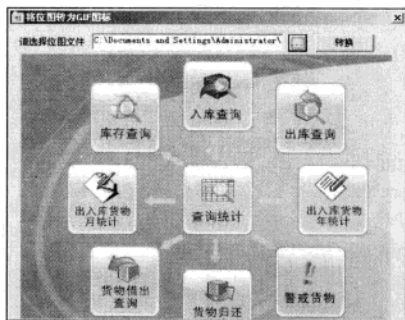 将位图转为GIF图标
请选择位图文件 C:\Documents and Settings\Administrator\ ... 转换
入库查询
库存查询
出库查询
出入库货物
月统计
查询统计
出入库货物
年统计
货物借出
查询
货物归还
警戒货物